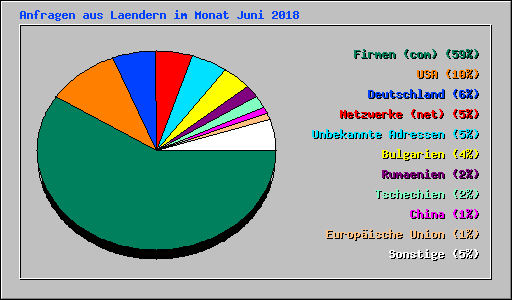 Anfragen aus Laendern im Monat Juni 2018
Firmen (com) (59%)
USA (10%)
Deutschland (6%)
Netzwerke (net) (5%)
Unbekannte Adressen (5%)
Bulgarien (4%)
Rumaenien (2%)
Tschechien (2%)
China (1%)
Europäische Union (1%)
Sonstige (5%)